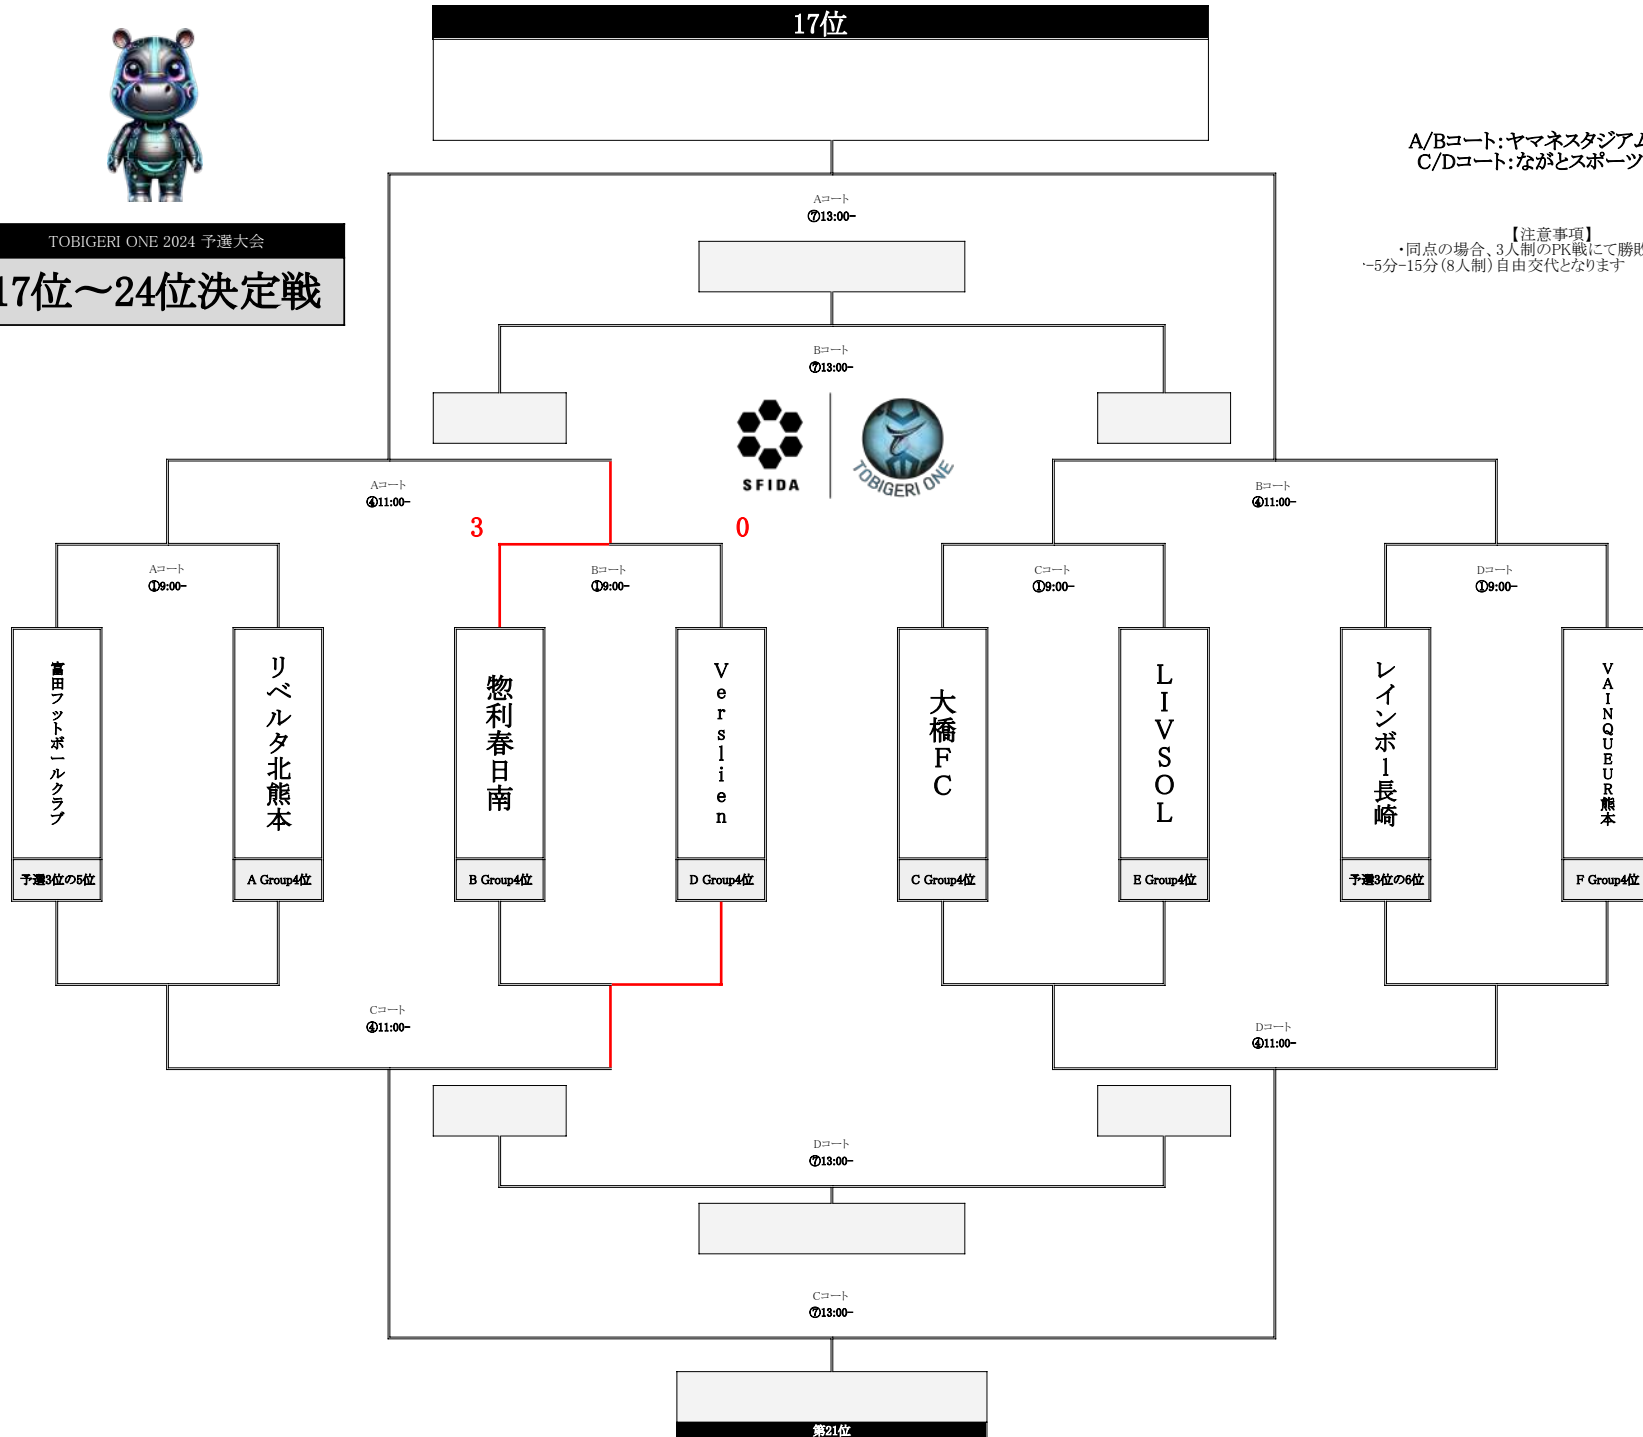 17位
A/Bコート：ヤマネスタジアム
C/Dコート：ながとスポーツ
TOBIGERI ONE 2024 予選大会
17位～24位決定戦
【注意事項】
・同点の場合、3人制のPK戦にて勝敗
-5分-15分（8人制）自由交代となります
Aコート
⑦13:00-
Bコート
⑦13:00-
SFIDA
TOBIGERI ONE
Aコート
④11:00-
Bコート
④11:00-
3
0
Aコート
①9:00-
Bコート
①9:00-
Cコート
①9:00-
Dコート
①9:00-
富田フットボールクラブ
リベルタ北熊本
惣利春日南
Verslien
大橋FC
LIVSOL
レインボー長崎
VAINQUEUR熊本
予選3位の5位
A Group4位
B Group4位
D Group4位
C Group4位
E Group4位
予選3位の6位
F Group4位
Cコート
④11:00-
Dコート
④11:00-
Dコート
⑦13:00-
Cコート
⑦13:00-
第21位